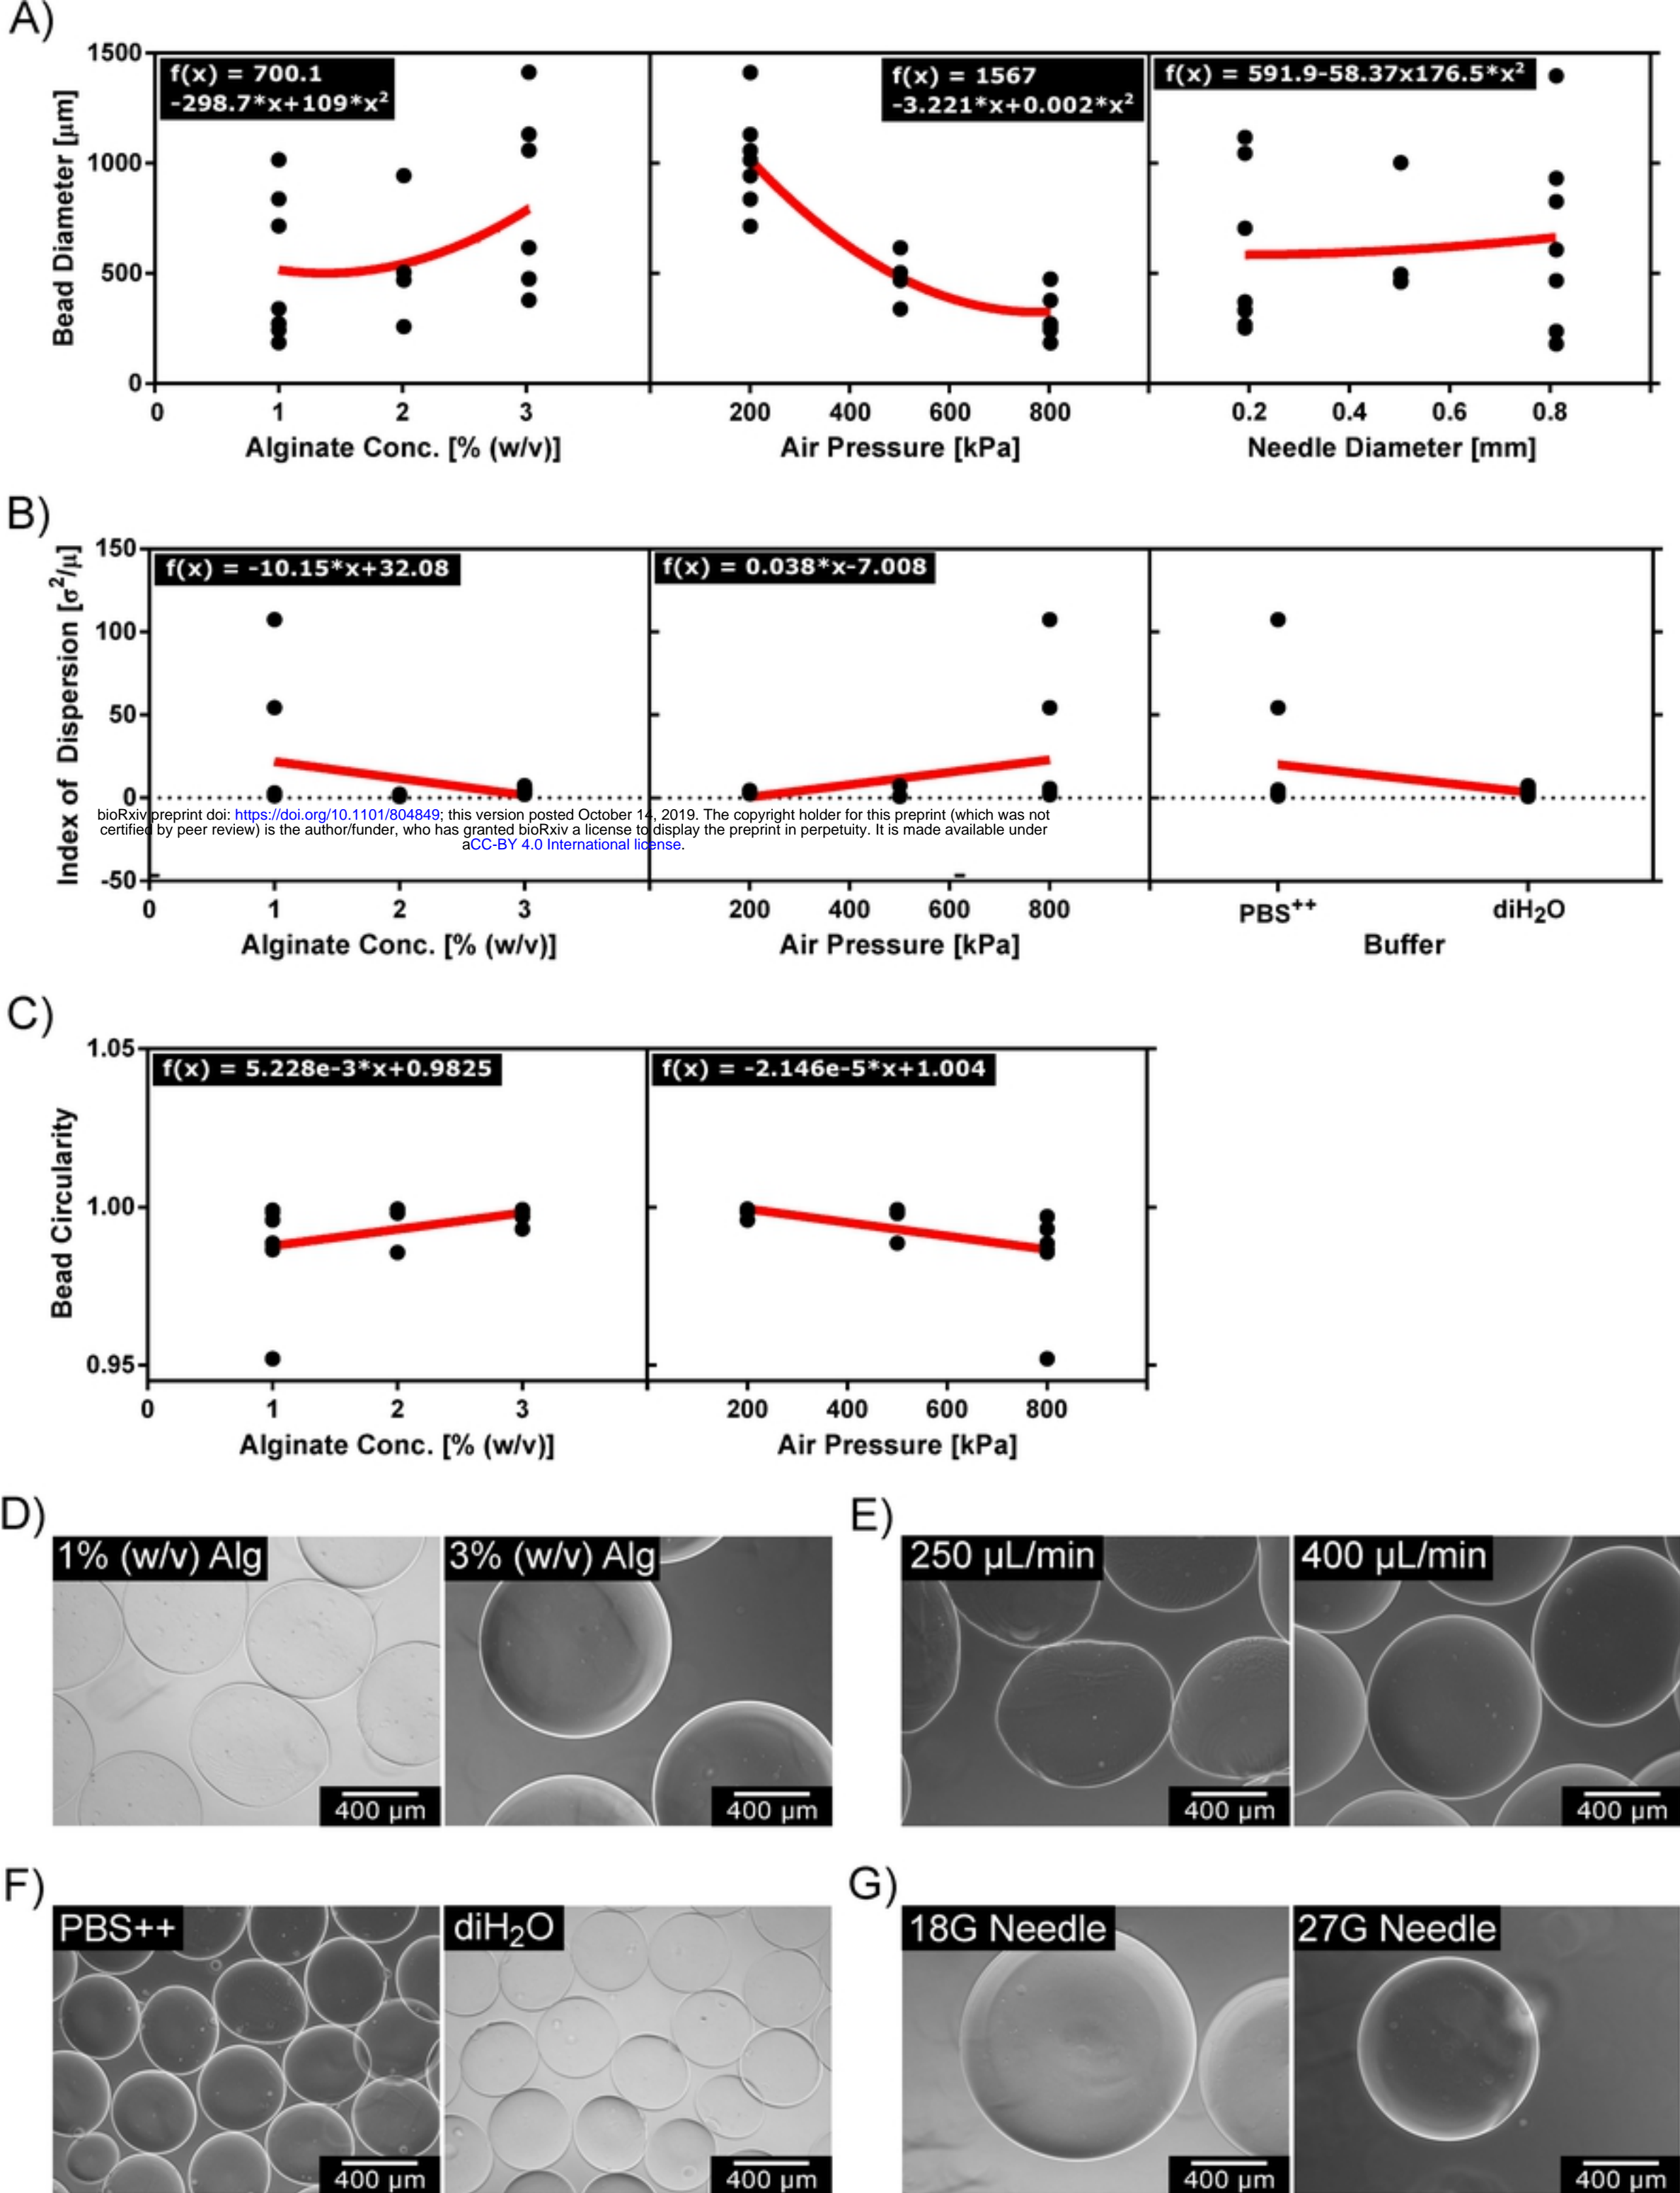 A)
1500
1000
500
0
Bead Diameter [μm]
f(x) = 700.1
-298.7*x+109*x²
f(x) = 1567
-3.221*x+0.002*x²
f(x) = 591.9-58.37x176.5*x²
0 1 2 3
200 400 600 800
0.2 0.4 0.6 0.8
Alginate Conc. [% (w/v)]
Air Pressure [kPa]
Needle Diameter [mm]
B)
150
100
50
0
-50
Index of Dispersion [σ²/μ]
f(x) = -10.15*x+32.08
f(x) = 0.038*x-7.008
bioRxiv preprint doi: https://doi.org/10.1101/804849; this version posted October 14, 2019. The copyright holder for this preprint (which was not
certified by peer review) is the author/funder, who has granted bioRxiv a license to display the preprint in perpetuity. It is made available under
aCC-BY 4.0 International license.
0 1 2 3
200 400 600 800
PBS⁺⁺ diH₂O
Alginate Conc. [% (w/v)]
Air Pressure [kPa]
Buffer
C)
1.05
1.00
0.95
Bead Circularity
f(x) = 5.228e-3*x+0.9825
f(x) = -2.146e-5*x+1.004
0 1 2 3
200 400 600 800
Alginate Conc. [% (w/v)]
Air Pressure [kPa]
D)
1% (w/v) Alg
400 μm
3% (w/v) Alg
400 μm
E)
250 μL/min
400 μm
400 μL/min
400 μm
F)
PBS++
400 μm
diH₂O
400 μm
G)
18G Needle
400 μm
27G Needle
400 μm